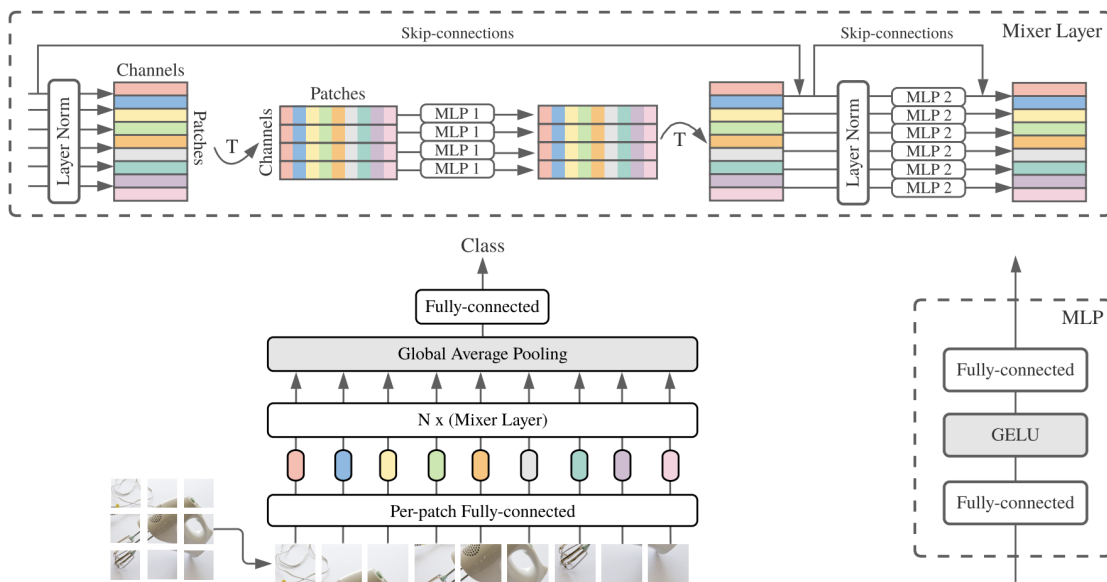 Skip-connections
Skip-connections
Mixer Layer
Channels
Layer Norm
Patches
T
Patches
Channels
MLP 1
MLP 1
MLP 1
MLP 1
T
Layer Norm
MLP 2
MLP 2
MLP 2
MLP 2
MLP 2
MLP 2
Class
Fully-connected
Global Average Pooling
N x (Mixer Layer)
Per-patch Fully-connected
MLP
Fully-connected
GELU
Fully-connected